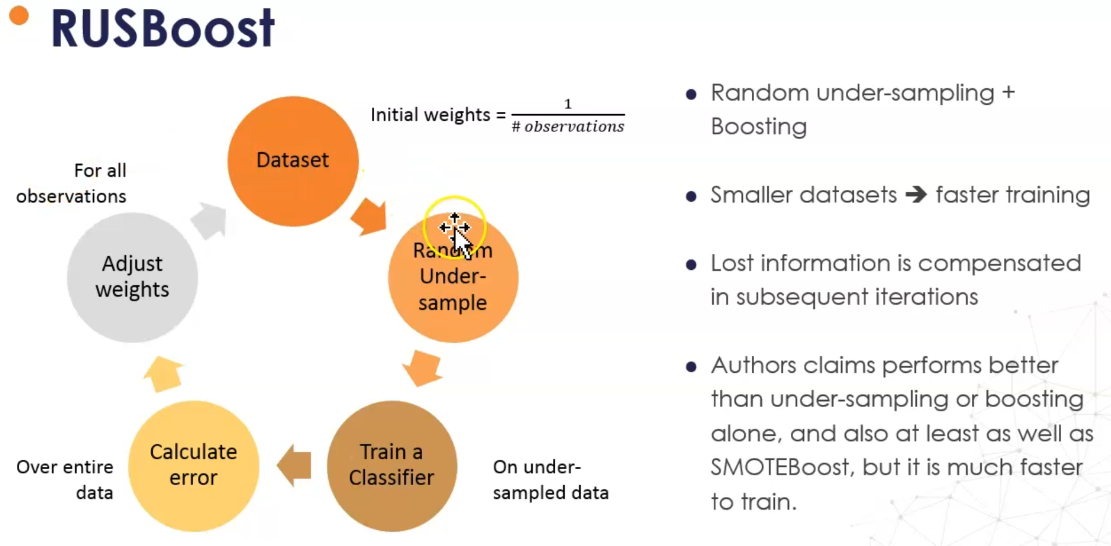 RUSBoost
Initial weights = 1 / # observations
Dataset
For all
observations
Random
Under-
sample
Adjust
weights
Train a
Classifier
On under-
sampled data
Calculate
error
Over entire
data
• Random under-sampling +
Boosting
• Smaller datasets ➔ faster training
• Lost information is compensated
in subsequent iterations
• Authors claims performs better
than under-sampling or boosting
alone, and also at least as well as
SMOTEBoost, but it is much faster
to train.